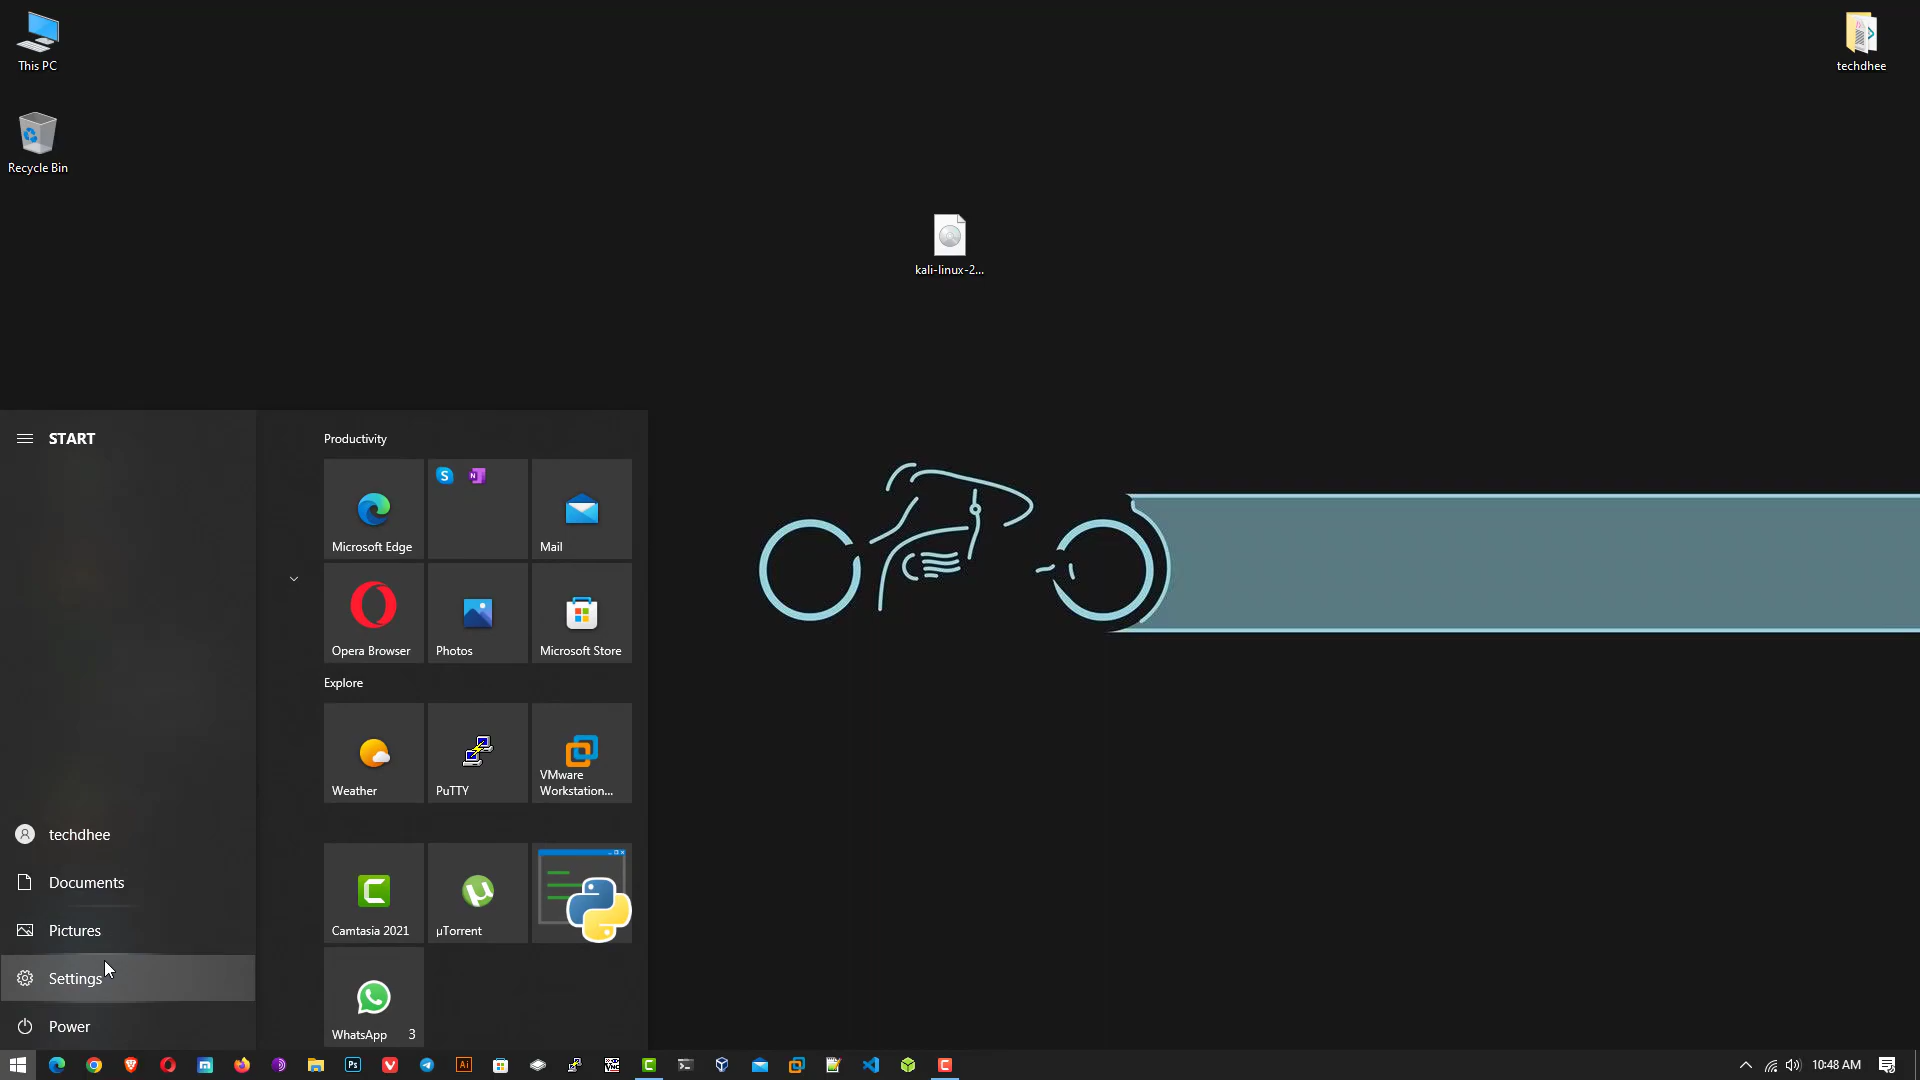 This PC
techdhee
Recycle Bin
kali-linux-2...
START
Productivity
Microsoft Edge
Mail
Opera Browser
Photos
Microsoft Store
Explore
Weather
PuTTY
VMware
Workstation...
techdhee
Documents
Camtasia 2021
µTorrent
Pictures
Settings
WhatsApp 3
Power
10:48 AM